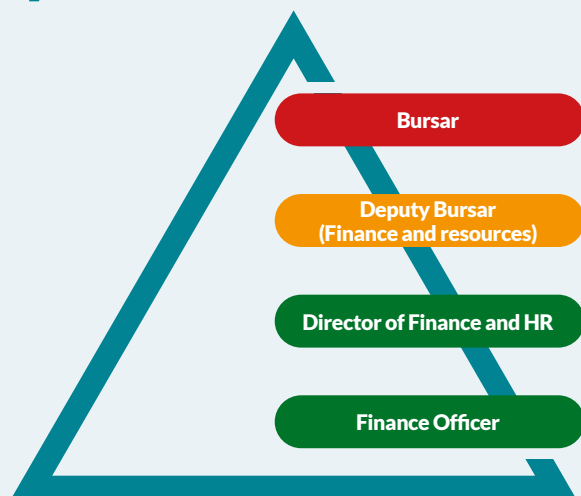 Bursar
Deputy Bursar
(Finance and resources)
Director of Finance and HR
Finance Officer